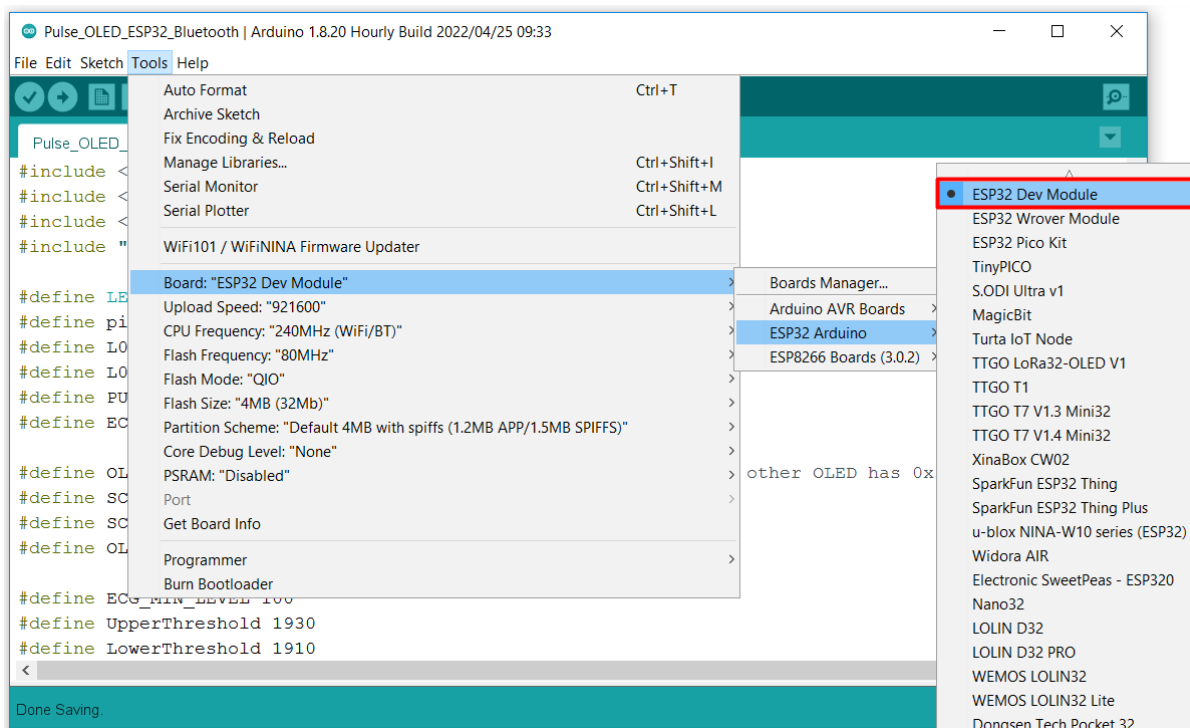 Pulse_OLED_ESP32_Bluetooth | Arduino 1.8.20 Hourly Build 2022/04/25 09:33
File Edit Sketch Tools Help
Pulse_OLED_
#include <
#include <
#include <
#include "
#define LE
#define pi
#define LO
#define LO
#define PU
#define EC
#define OL
other OLED has 0x
#define SC
#define SC
#define OL
#define ECG_MIN_LEVEL 100
#define UpperThreshold 1930
#define LowerThreshold 1910
Done Saving.
Auto Format Ctrl+T
Archive Sketch
Fix Encoding & Reload
Manage Libraries... Ctrl+Shift+I
Serial Monitor Ctrl+Shift+M
Serial Plotter Ctrl+Shift+L
WiFi101 / WiFiNINA Firmware Updater
Board: "ESP32 Dev Module"
Upload Speed: "921600"
CPU Frequency: "240MHz (WiFi/BT)"
Flash Frequency: "80MHz"
Flash Mode: "QIO"
Flash Size: "4MB (32Mb)"
Partition Scheme: "Default 4MB with spiffs (1.2MB APP/1.5MB SPIFFS)"
Core Debug Level: "None"
PSRAM: "Disabled"
Port
Get Board Info
Programmer
Burn Bootloader
Boards Manager...
Arduino AVR Boards
ESP32 Arduino
ESP8266 Boards (3.0.2)
ESP32 Dev Module
ESP32 Wrover Module
ESP32 Pico Kit
TinyPICO
S.ODI Ultra v1
MagicBit
Turta IoT Node
TTGO LoRa32-OLED V1
TTGO T1
TTGO T7 V1.3 Mini32
TTGO T7 V1.4 Mini32
XinaBox CW02
SparkFun ESP32 Thing
SparkFun ESP32 Thing Plus
u-blox NINA-W10 series (ESP32)
Widora AIR
Electronic SweetPeas - ESP320
Nano32
LOLIN D32
LOLIN D32 PRO
WEMOS LOLIN32
WEMOS LOLIN32 Lite
Dongsen Tech Pocket 32